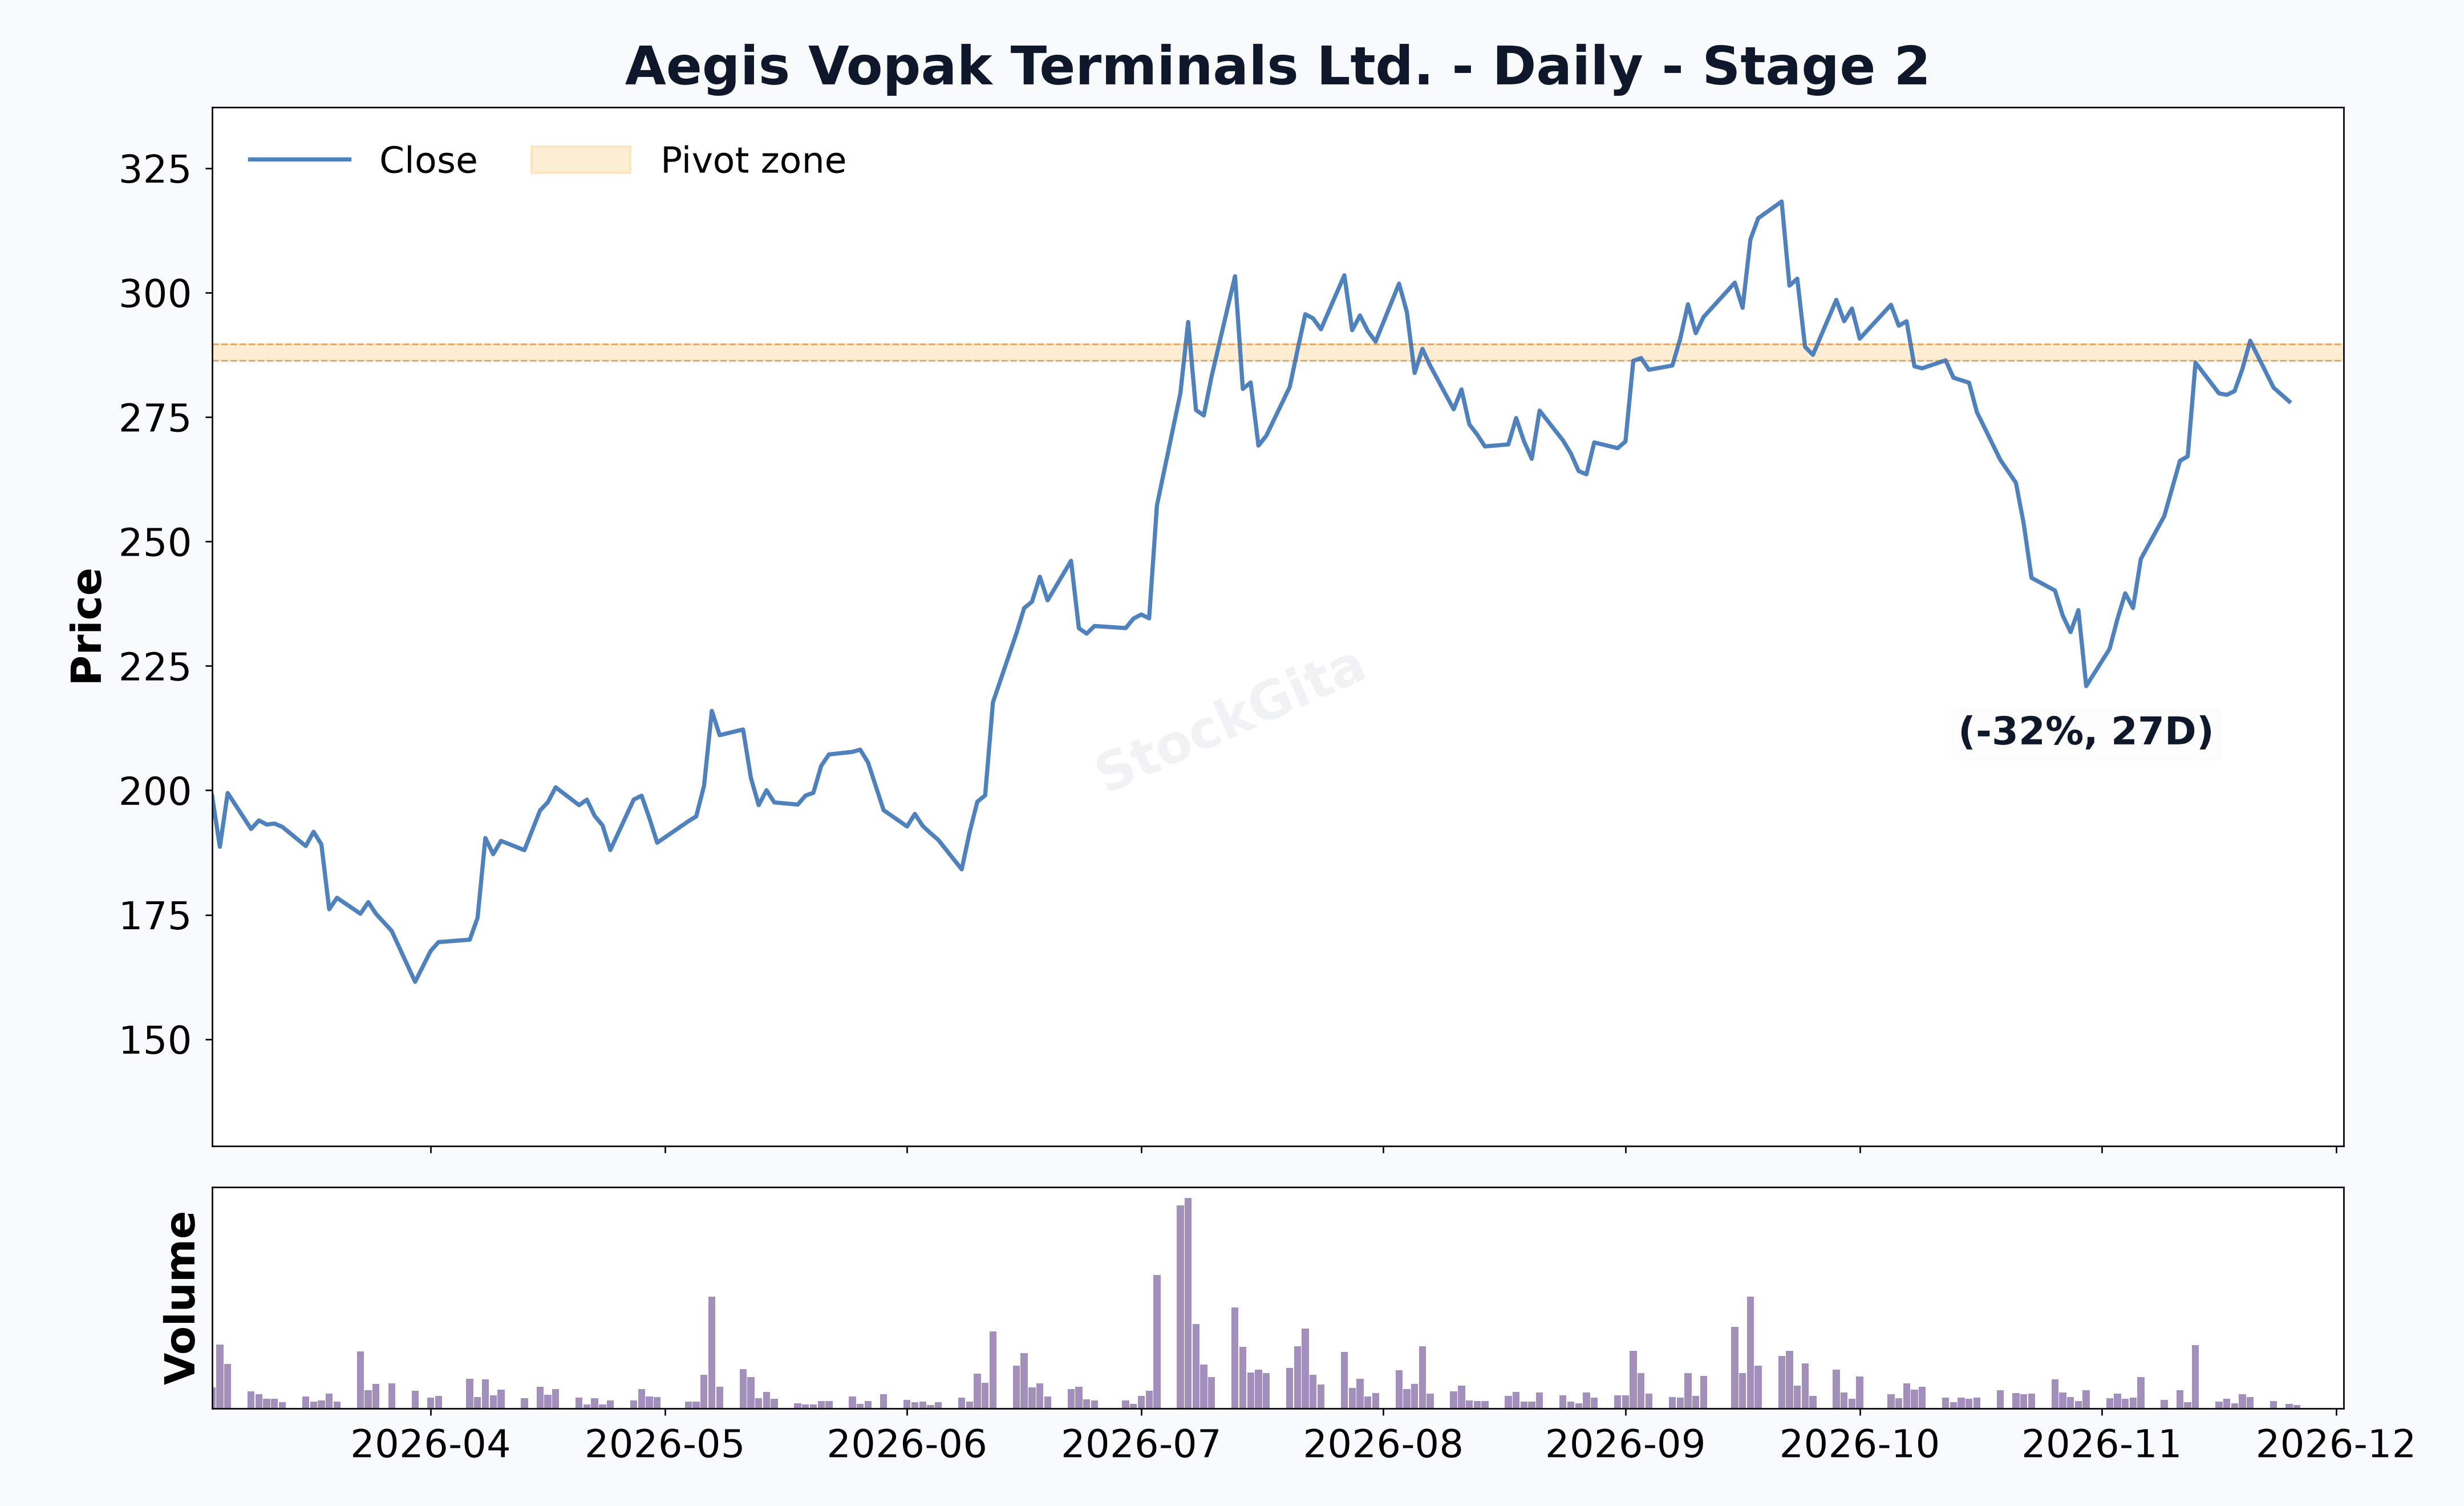 Aegis Vopak Terminals Ltd. - Daily - Stage 2
Close
Pivot zone
325
300
275
250
225
200
175
150
Price
StockGita
(-32%, 27D)
Volume
2026-04
2026-05
2026-06
2026-07
2026-08
2026-09
2026-10
2026-11
2026-12